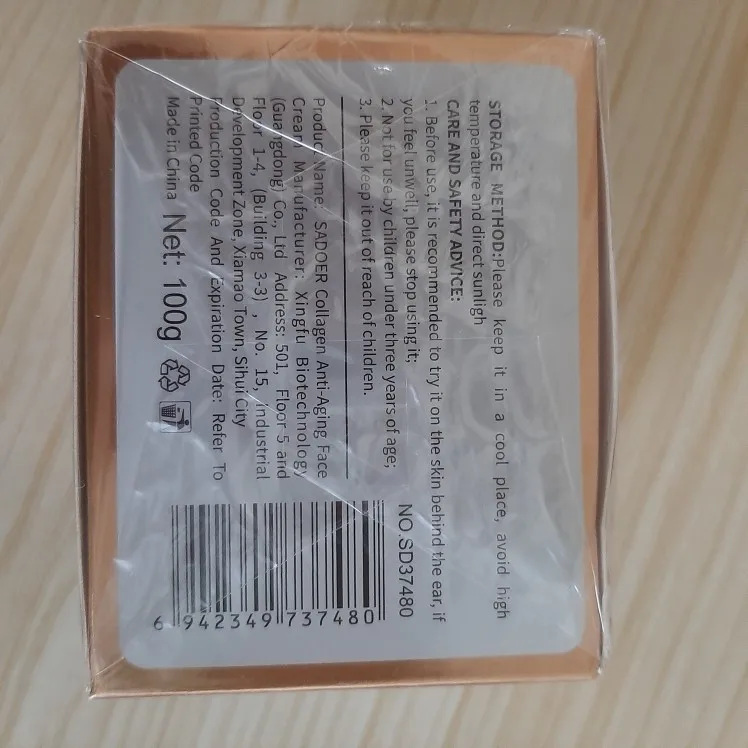 STORAGE METHOD:Please keep it in a cool place, avoid high
temperature and direct sunligh
CARE AND SAFETY ADVICE:
1. Before use, it is recommended to try it on the skin behind the ear, if
you feel unwell, please stop using it;
2. Not for use by children under three years of age;
3. Please keep it out of reach of children.
NO.SD37480
Product Name: SADOER Collagen Anti-Aging Face
Cream Manufacturer: Xingfu Biotechnology
(Guangdong) Co., Ltd Address: 501, Floor 5 and
Floor 1-4, (Building 3-3) , No. 15, industrial
Development Zone, Xiamao Town, Sihui City
Production Code And Expiration Date: Refer To
Printed Code
Made in China Net: 100g
6 942349 737480